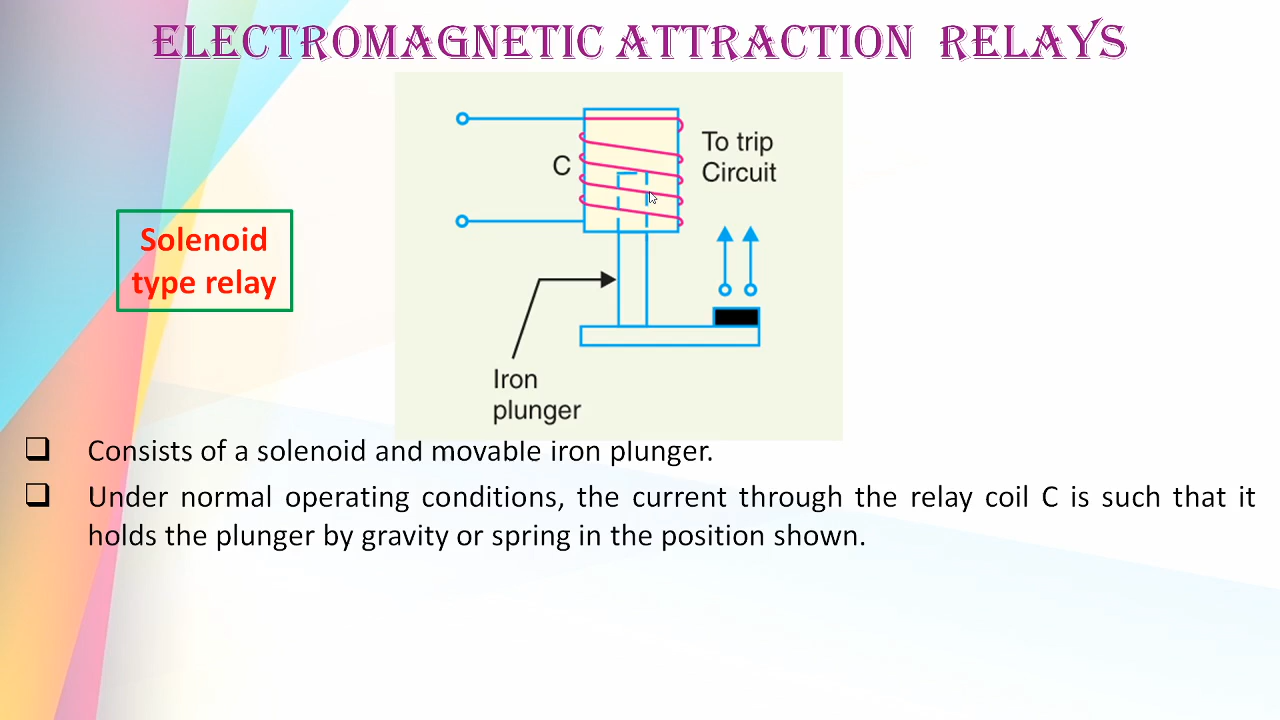 ELECTROMAGNETIC ATTRACTION RELAYS
To trip
Circuit
C
Solenoid
type relay
Iron
plunger
❑ Consists of a solenoid and movable iron plunger.
❑ Under normal operating conditions, the current through the relay coil C is such that it
holds the plunger by gravity or spring in the position shown.